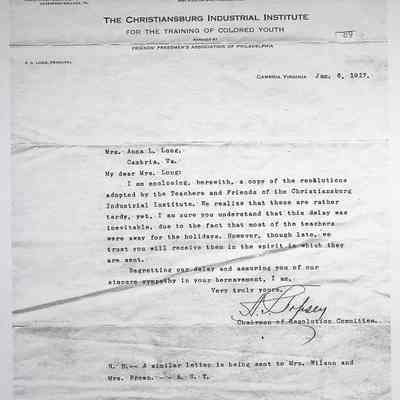 THE CHRISTIANSBURG INDUSTRIAL INSTITUTE
FOR THE TRAINING OF COLORED YOUTH
MANAGED BY
FRIENDS' FREEDMEN'S ASSOCIATION OF PHILADELPHIA
E. A. LONG, PRINCIPAL
CAMBRIA, VIRGINIA Jan. 6, 1917.
Mrs. Anna L. Long,
Cambria, Va.
My dear Mrs. Long:
I am enclosing, herewith, a copy of the resolutions
adopted by the Teachers and Friends of the Christiansburg
Industrial Institute. We realize that these are rather
tardy, yet, I am sure you understand that this delay was
inevitable, due to the fact that most of the teachers
were away for the holidays. However, though late, we
trust you will receive them in the spirit in which they
are sent.
Regretting our delay and assuring you of our
sincere sympathy in your bereavement, I am,
Very truly yours,
Chairman of Resolution Committee.
N. B.-- A similar letter is being sent to Mrs. Wilson and
Mrs. Brown. -- A. S. T.